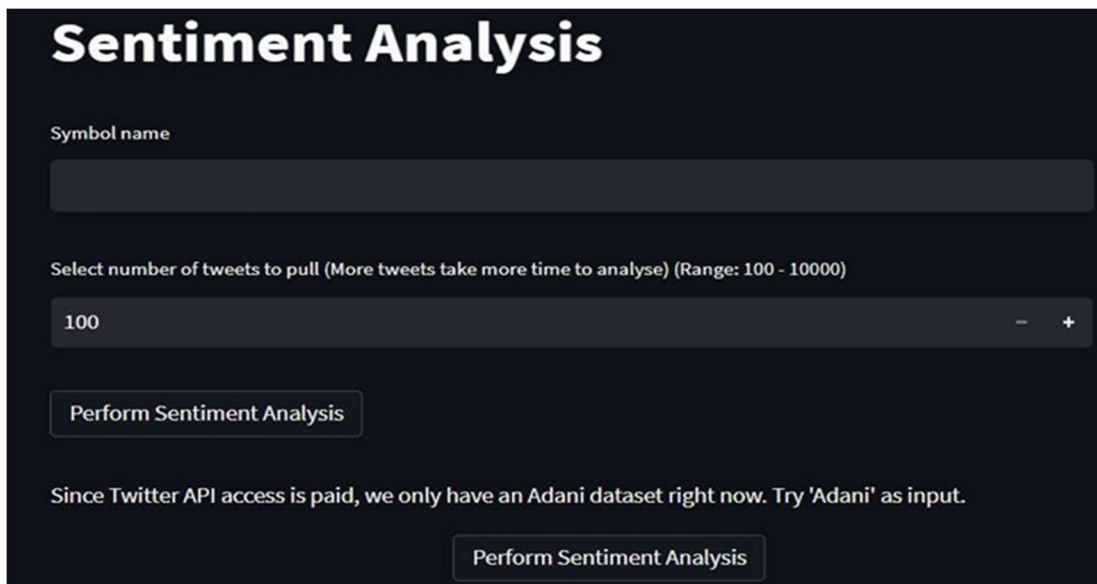 Sentiment Analysis
Symbol name
Select number of tweets to pull (More tweets take more time to analyse) (Range: 100 - 10000)
100 - +
Perform Sentiment Analysis
Since Twitter API access is paid, we only have an Adani dataset right now. Try 'Adani' as input.
Perform Sentiment Analysis